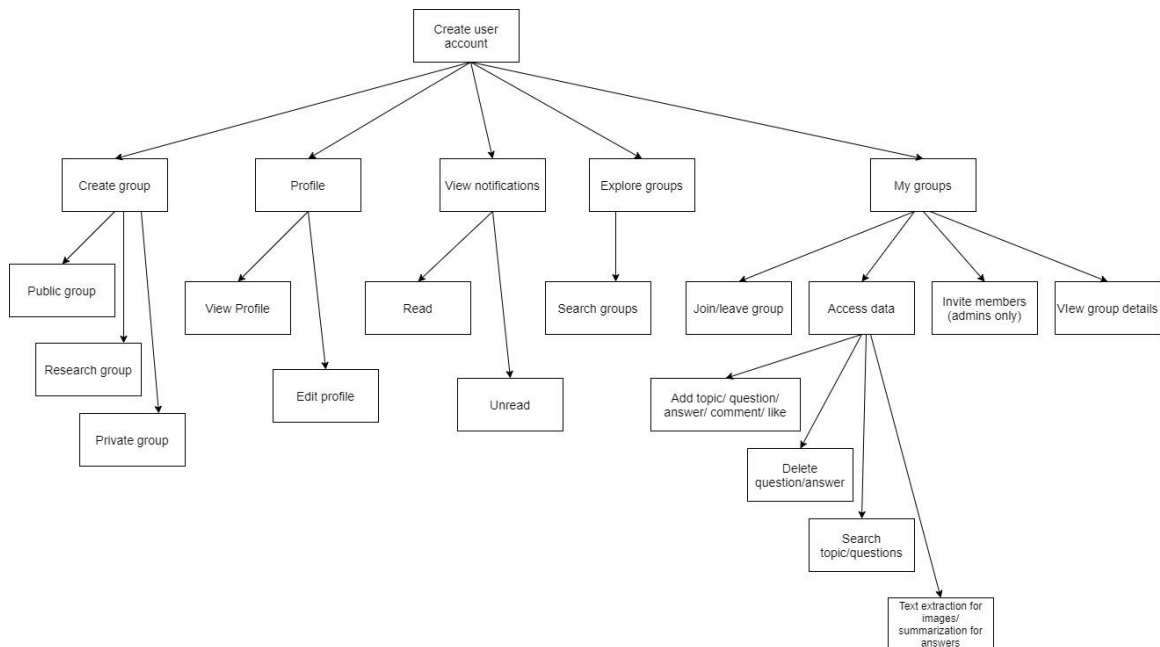 Create user
account
Create group
Profile
View notifications
Explore groups
My groups
Public group
View Profile
Read
Search groups
Join/leave group
Access data
Invite members
(admins only)
VIew group details
Research group
Edit profile
Unread
Add topic/ question/
answer/ comment/ like
Private group
Delete
question/answer
Search
topic/questions
Text extraction for
images/
summarization for
answers